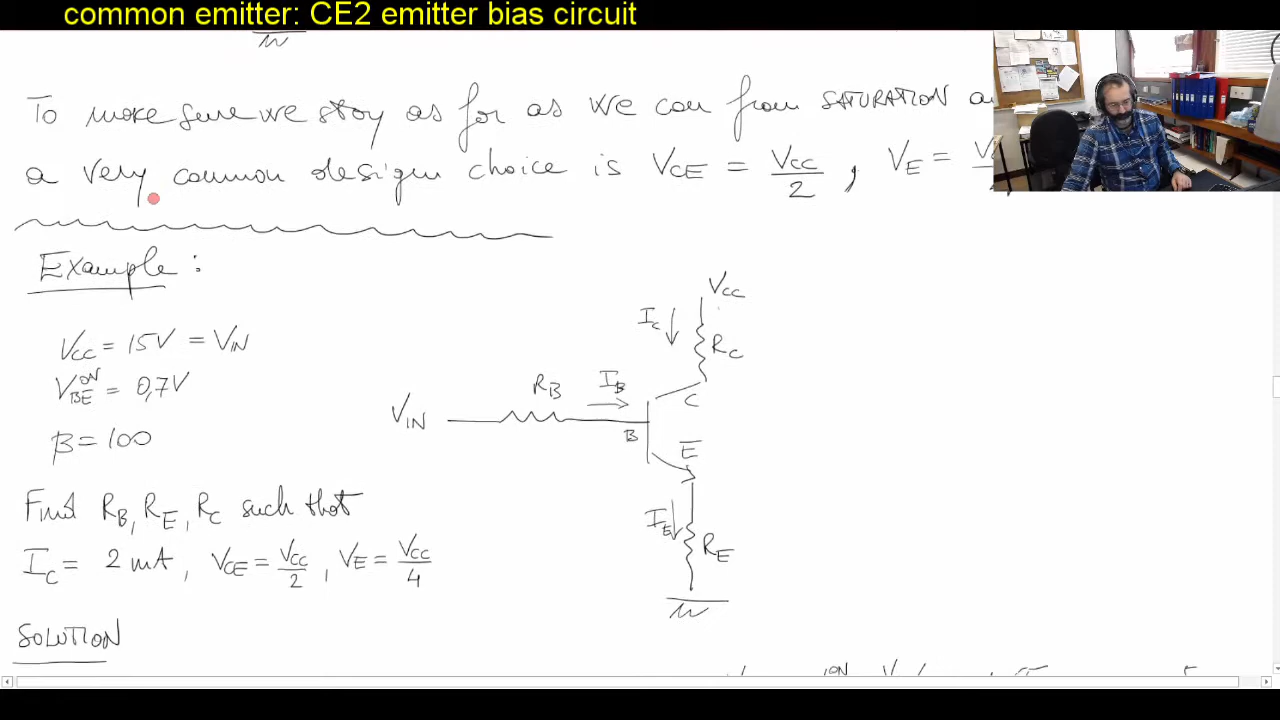 common emitter: CE2 emitter bias circuit
To make sure we stay as far as we can from SATURATION
a very common design choice is VCE = VCC/2 , VE =
Example :
VCC = 15V = VIN
VBE^ON = 0,7V
β = 100
Find RB, RE, RC such that
IC = 2 mA, VCE = VCC/2 , VE = VCC/4
SOLUTION
VCC
IC
RC
C
VIN
RB
IB
B
E
IE
RE